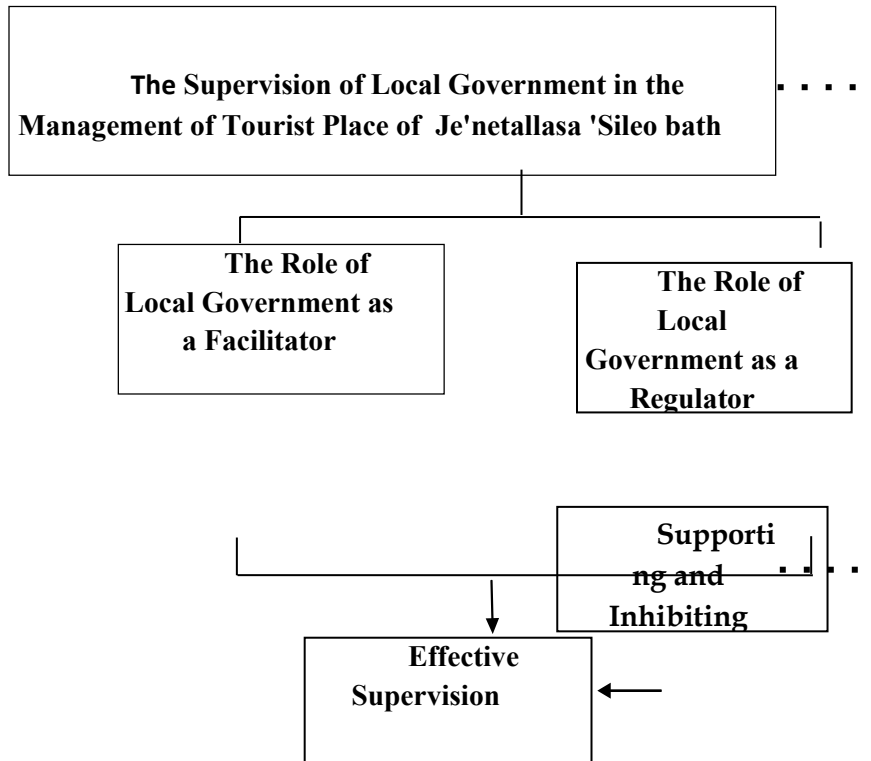 The Supervision of Local Government in the
Management of Tourist Place of Je'netallasa 'Sileo bath
The Role of
Local Government as
a Facilitator
The Role of
Local
Government as a
Regulator
Supporti
ng and
Inhibiting
Effective
Supervision